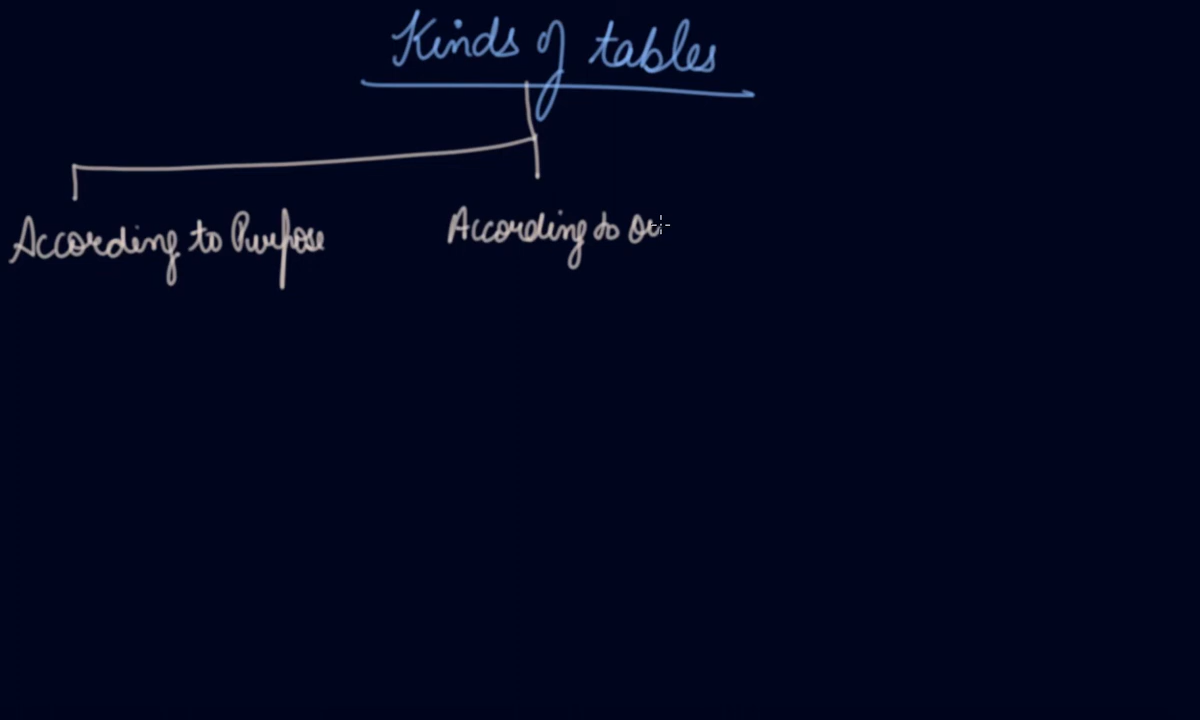 Kinds of tables
According to Purpose
According to